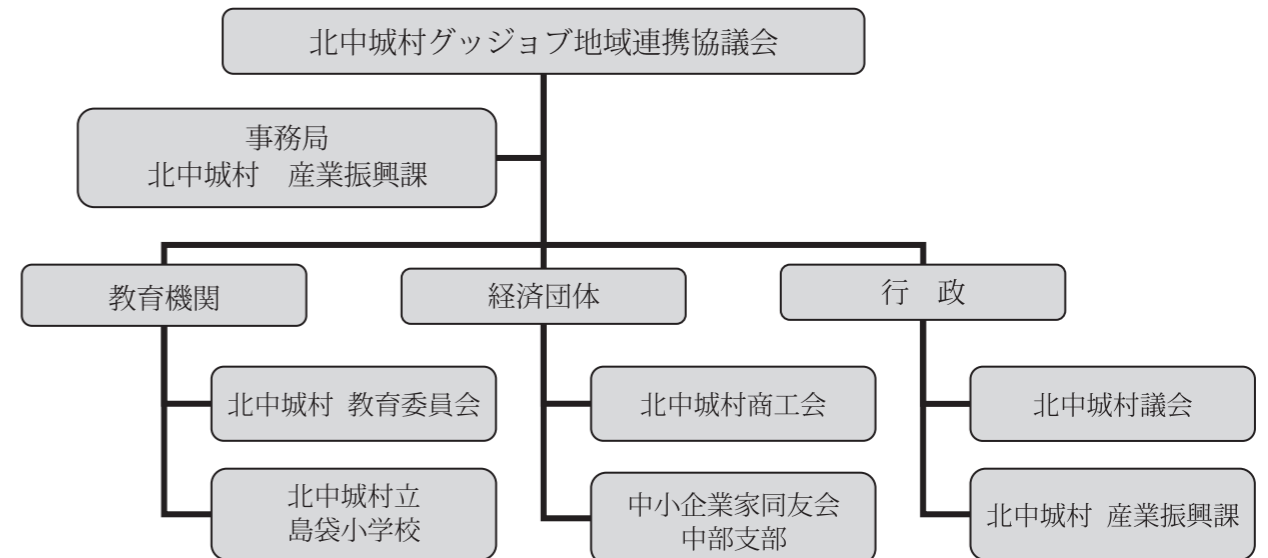 北中城村グッジョブ地域連携協議会
事務局
北中城村　産業振興課
教育機関
経済団体
行　政
北中城村 教育委員会
北中城村商工会
北中城村議会
北中城村立
島袋小学校
中小企業家同友会
中部支部
北中城村 産業振興課